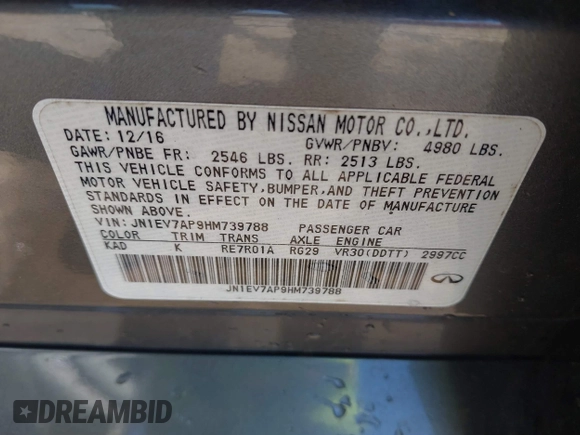 MANUFACTURED BY NISSAN MOTOR CO.,LTD.
DATE: 12/16 GVWR/PNBV: 4980 LBS.
GAWR/PNBE FR: 2546 LBS. RR: 2513 LBS.
THIS VEHICLE CONFORMS TO ALL APPLICABLE FEDERAL
MOTOR VEHICLE SAFETY,BUMPER,AND THEFT PREVENTION
STANDARDS IN EFFECT ON THE DATE OF MANUFACTURE
SHOWN ABOVE.
VIN: JN1EV7AP9HM739788 PASSENGER CAR
COLOR TRIM TRANS AXLE ENGINE
KAD K RE7R01A RG29 VR30(DDTT) 2997CC
JN1EV7AP9HM739788
DREAMBID